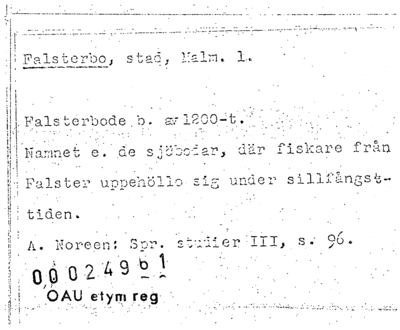 Falsterbo, stad, Malm. l.
Falsterbode b. av 1200-t.
Namnet e. de sjöbodar, där fiskare från
Falster uppehöllo sig under sillfångst-
tiden.
A. Noreen: Spr. studier III, s. 96.
00024961
OAU etym reg